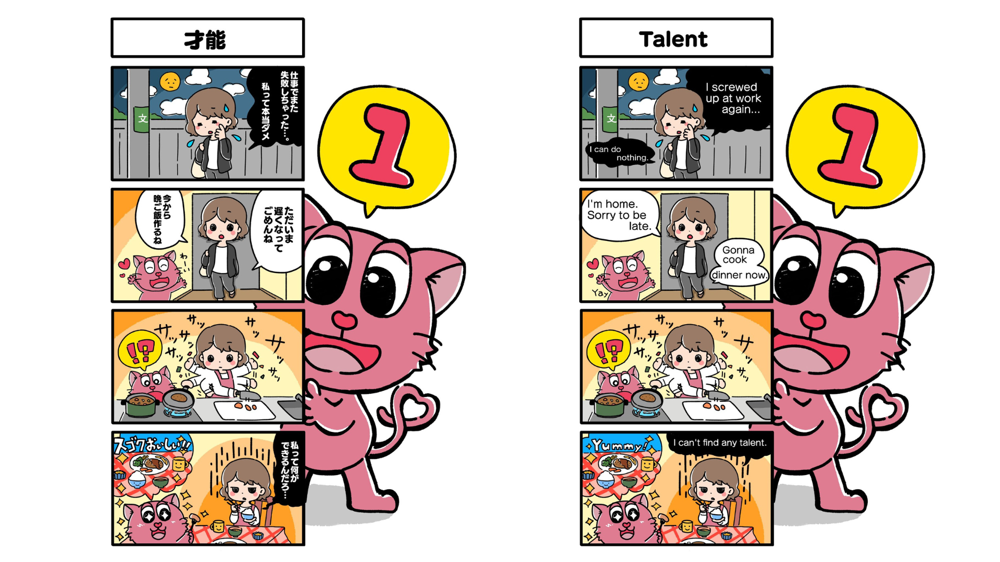 才能
仕事でまた
失敗しちゃった…。
私って本当ダメ
文
ただいま
遅くなって
ごめんね
今から
晩ご飯作るね
わーい
サッ
サッ
サッ
サッ
サッ
サッ
サッ
サッ
!?
スゴクおいしい!!
私って何が
できるんだろ…
1
Talent
I screwed
up at work
again...
I can do
nothing.
文
I'm home.
Sorry to be
late.
Gonna
cook
dinner now.
Yay
サッ
サッ
サッ
サッ
サッ
サッ
サッ
サッ
!?
Yummy!
I can't find any talent.
1